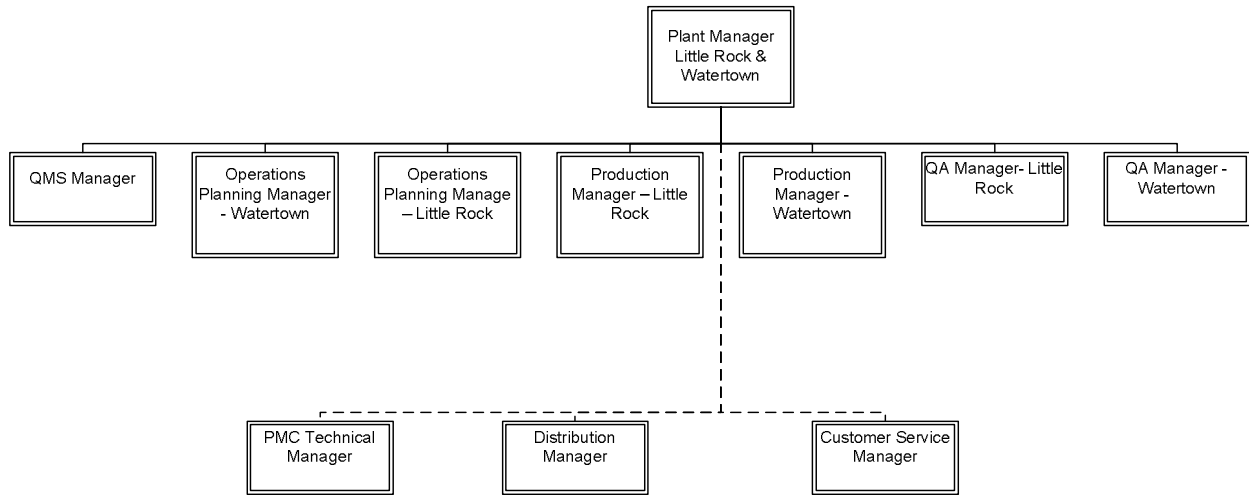 Plant Manager
Little Rock &
Watertown
QMS Manager
Operations
Planning Manager
- Watertown
Operations
Planning Manage
– Little Rock
Production
Manager – Little
Rock
Production
Manager -
Watertown
QA Manager- Little
Rock
QA Manager -
Watertown
PMC Technical
Manager
Distribution
Manager
Customer Service
Manager